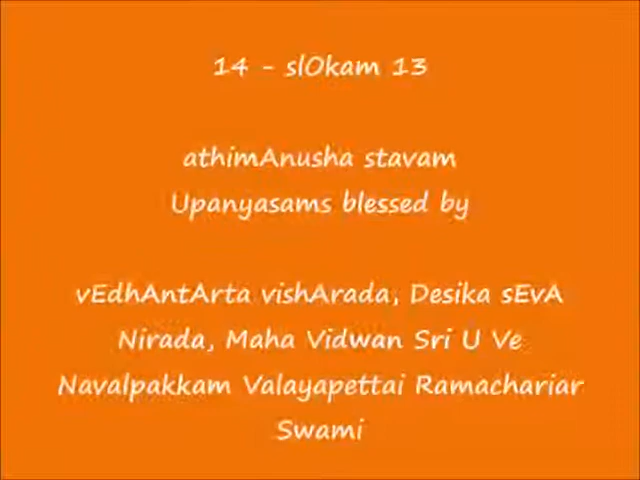 14 - slOkam 13
athimAnusha stavam
Upanyasams blessed by
vEdhAntArta vishArada, Desika sEvA
Nirada, Maha Vidwan Sri U Ve
Navalpakkam Valayapettai Ramachariar
Swami